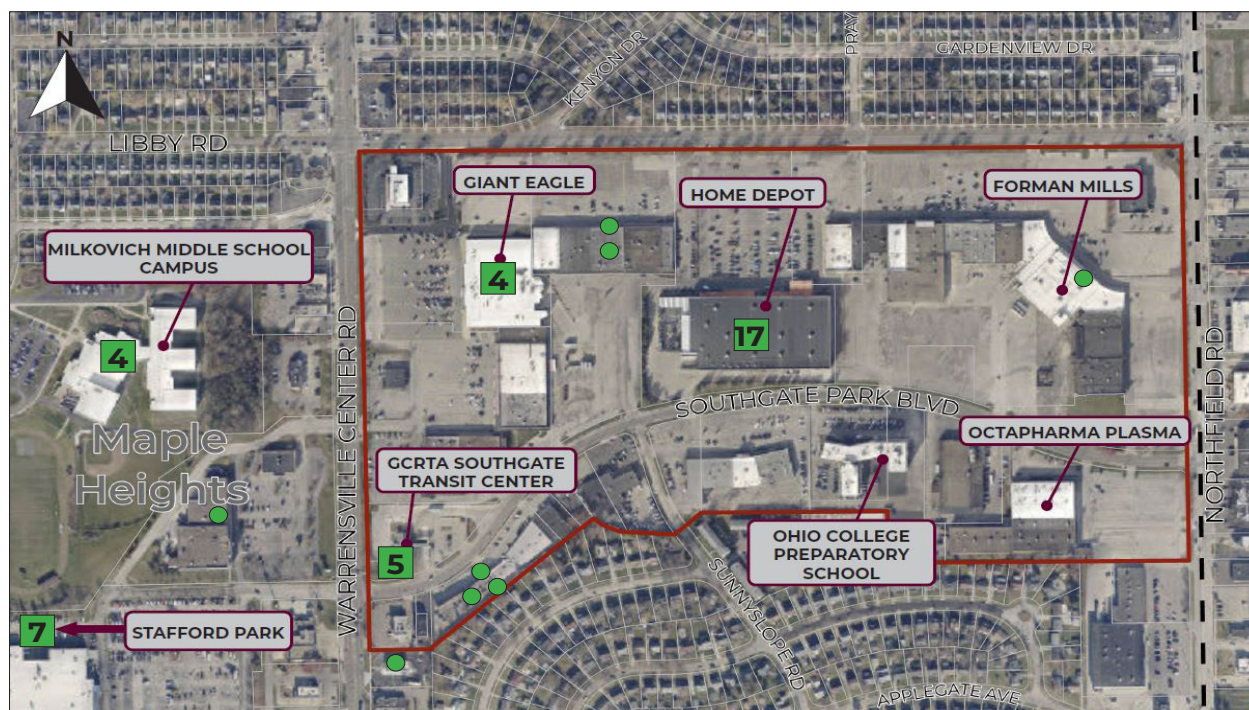 N
KENYON DR
PRAY
GARDENVIEW DR
LIBBY RD
GIANT EAGLE
HOME DEPOT
FORMAN MILLS
MILKOVICH MIDDLE SCHOOL
CAMPUS
4
4
17
WARRENSVILLE CENTER RD
NORTHFIELD RD
SOUTHGATE PARK BLVD
Maple
Heights
GCRTA SOUTHGATE
TRANSIT CENTER
OCTAPHARMA PLASMA
5
OHIO COLLEGE
PREPARATORY
SCHOOL
SUNNYSLOPE RD
7
STAFFORD PARK
APPLEGATE AVE